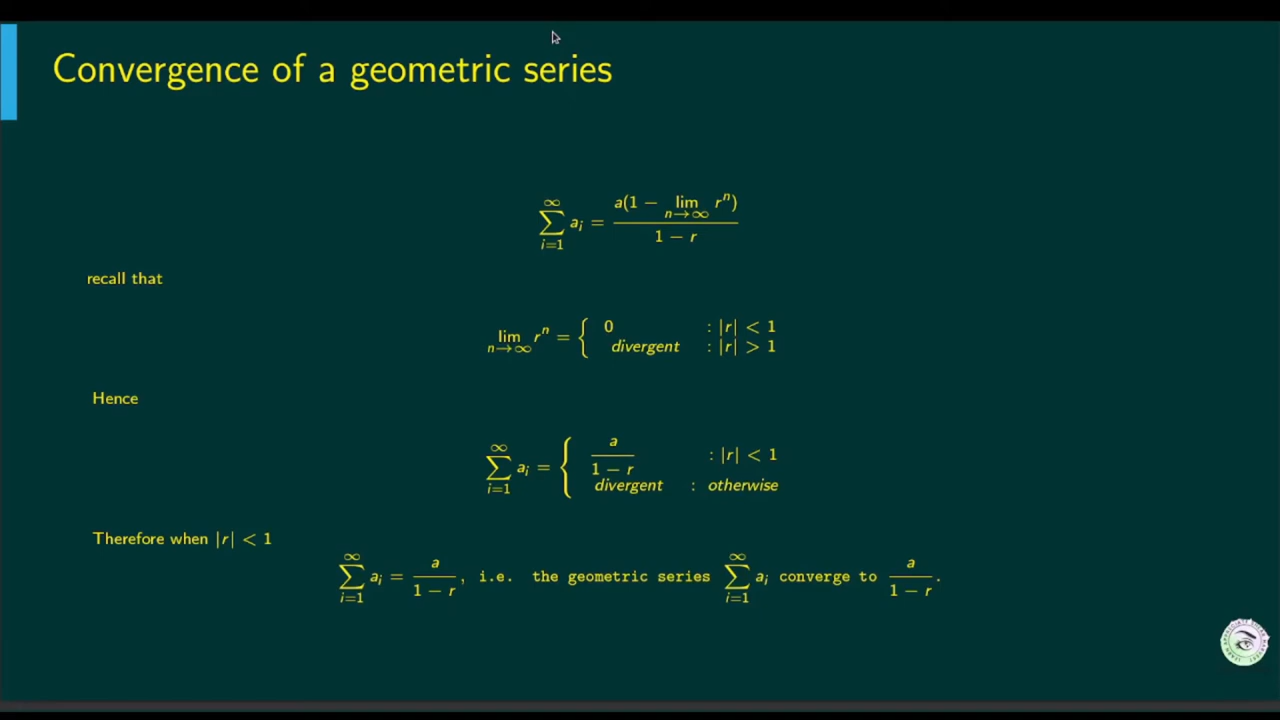 Convergence of a geometric series
∑_{i=1}^{∞} a_i = a(1 − lim_{n→∞} r^n) / (1 − r)
recall that
lim_{n→∞} r^n = { 0 : |r| < 1
divergent : |r| > 1
Hence
∑_{i=1}^{∞} a_i = { a / (1 − r) : |r| < 1
divergent : otherwise
Therefore when |r| < 1
∑_{i=1}^{∞} a_i = a / (1 − r), i.e. the geometric series ∑_{i=1}^{∞} a_i converge to a / (1 − r).